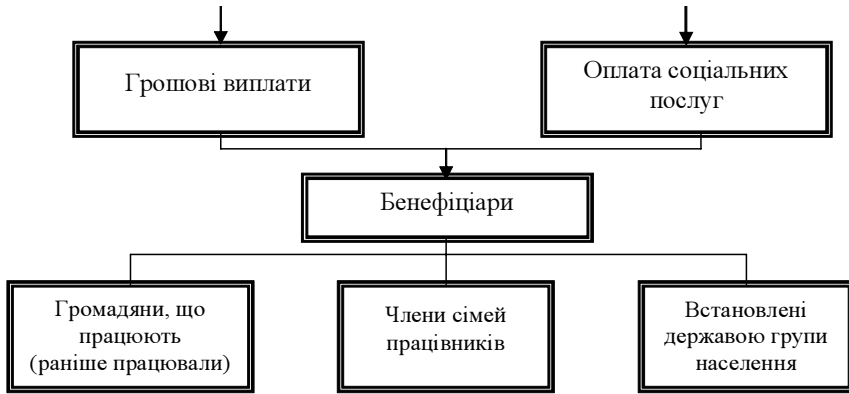 Грошові виплати
Оплата соціальних
послуг
Бенефіціари
Громадяни, що
працюють
(раніше працювали)
Члени сімей
працівників
Встановлені
державою групи
населення